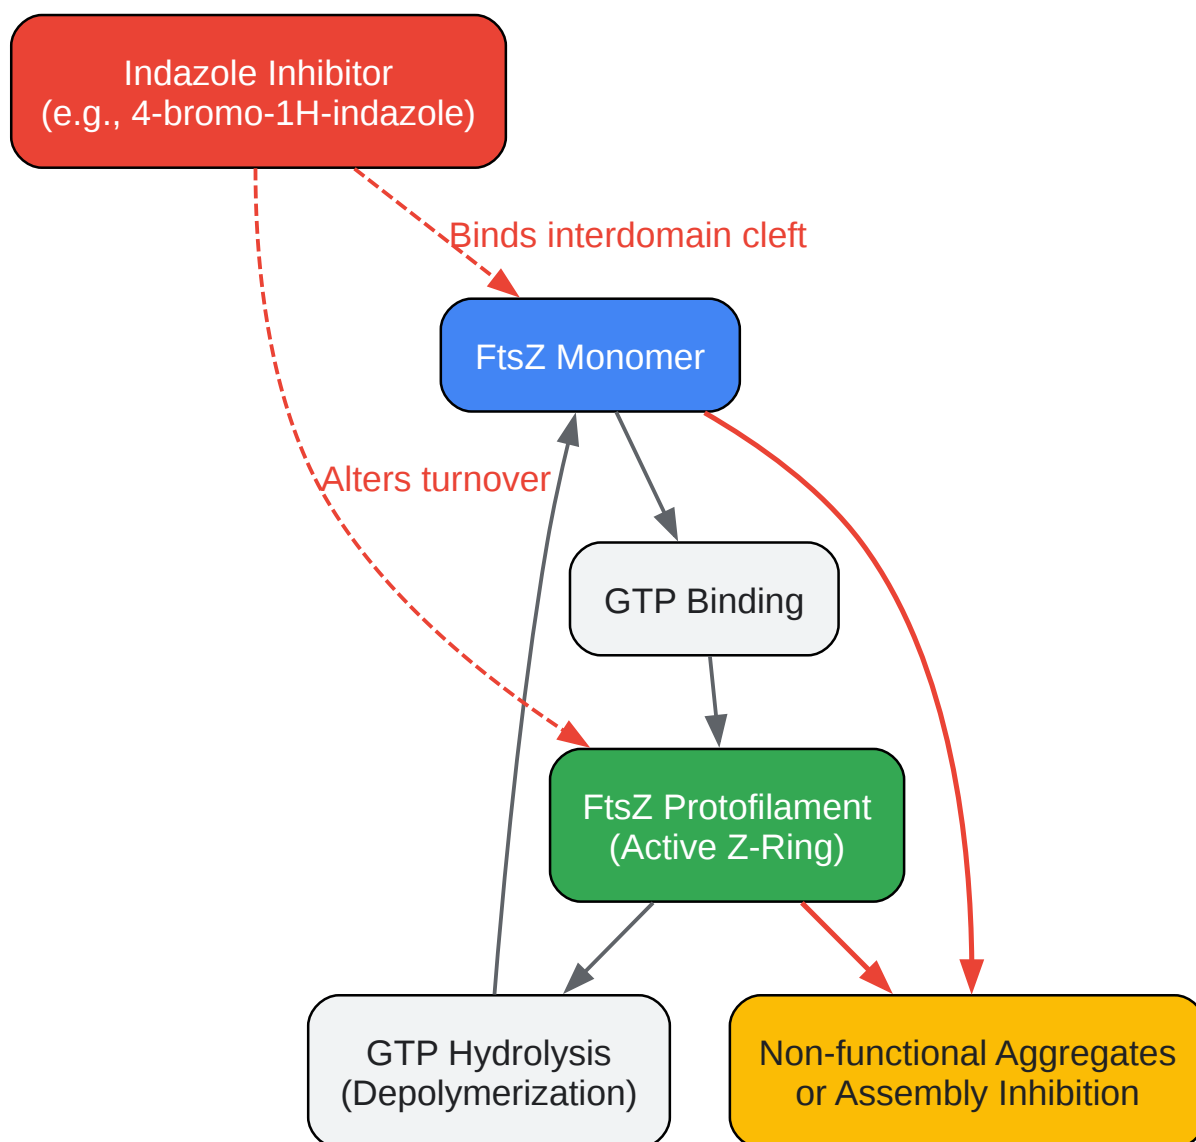 Indazole Inhibitor
(e.g., 4-bromo-1H-indazole)
Binds interdomain cleft
FtsZ Monomer
Alters turnover
GTP Binding
FtsZ Protofilament
(Active Z-Ring)
GTP Hydrolysis
(Depolymerization)
Non-functional Aggregates
or Assembly Inhibition